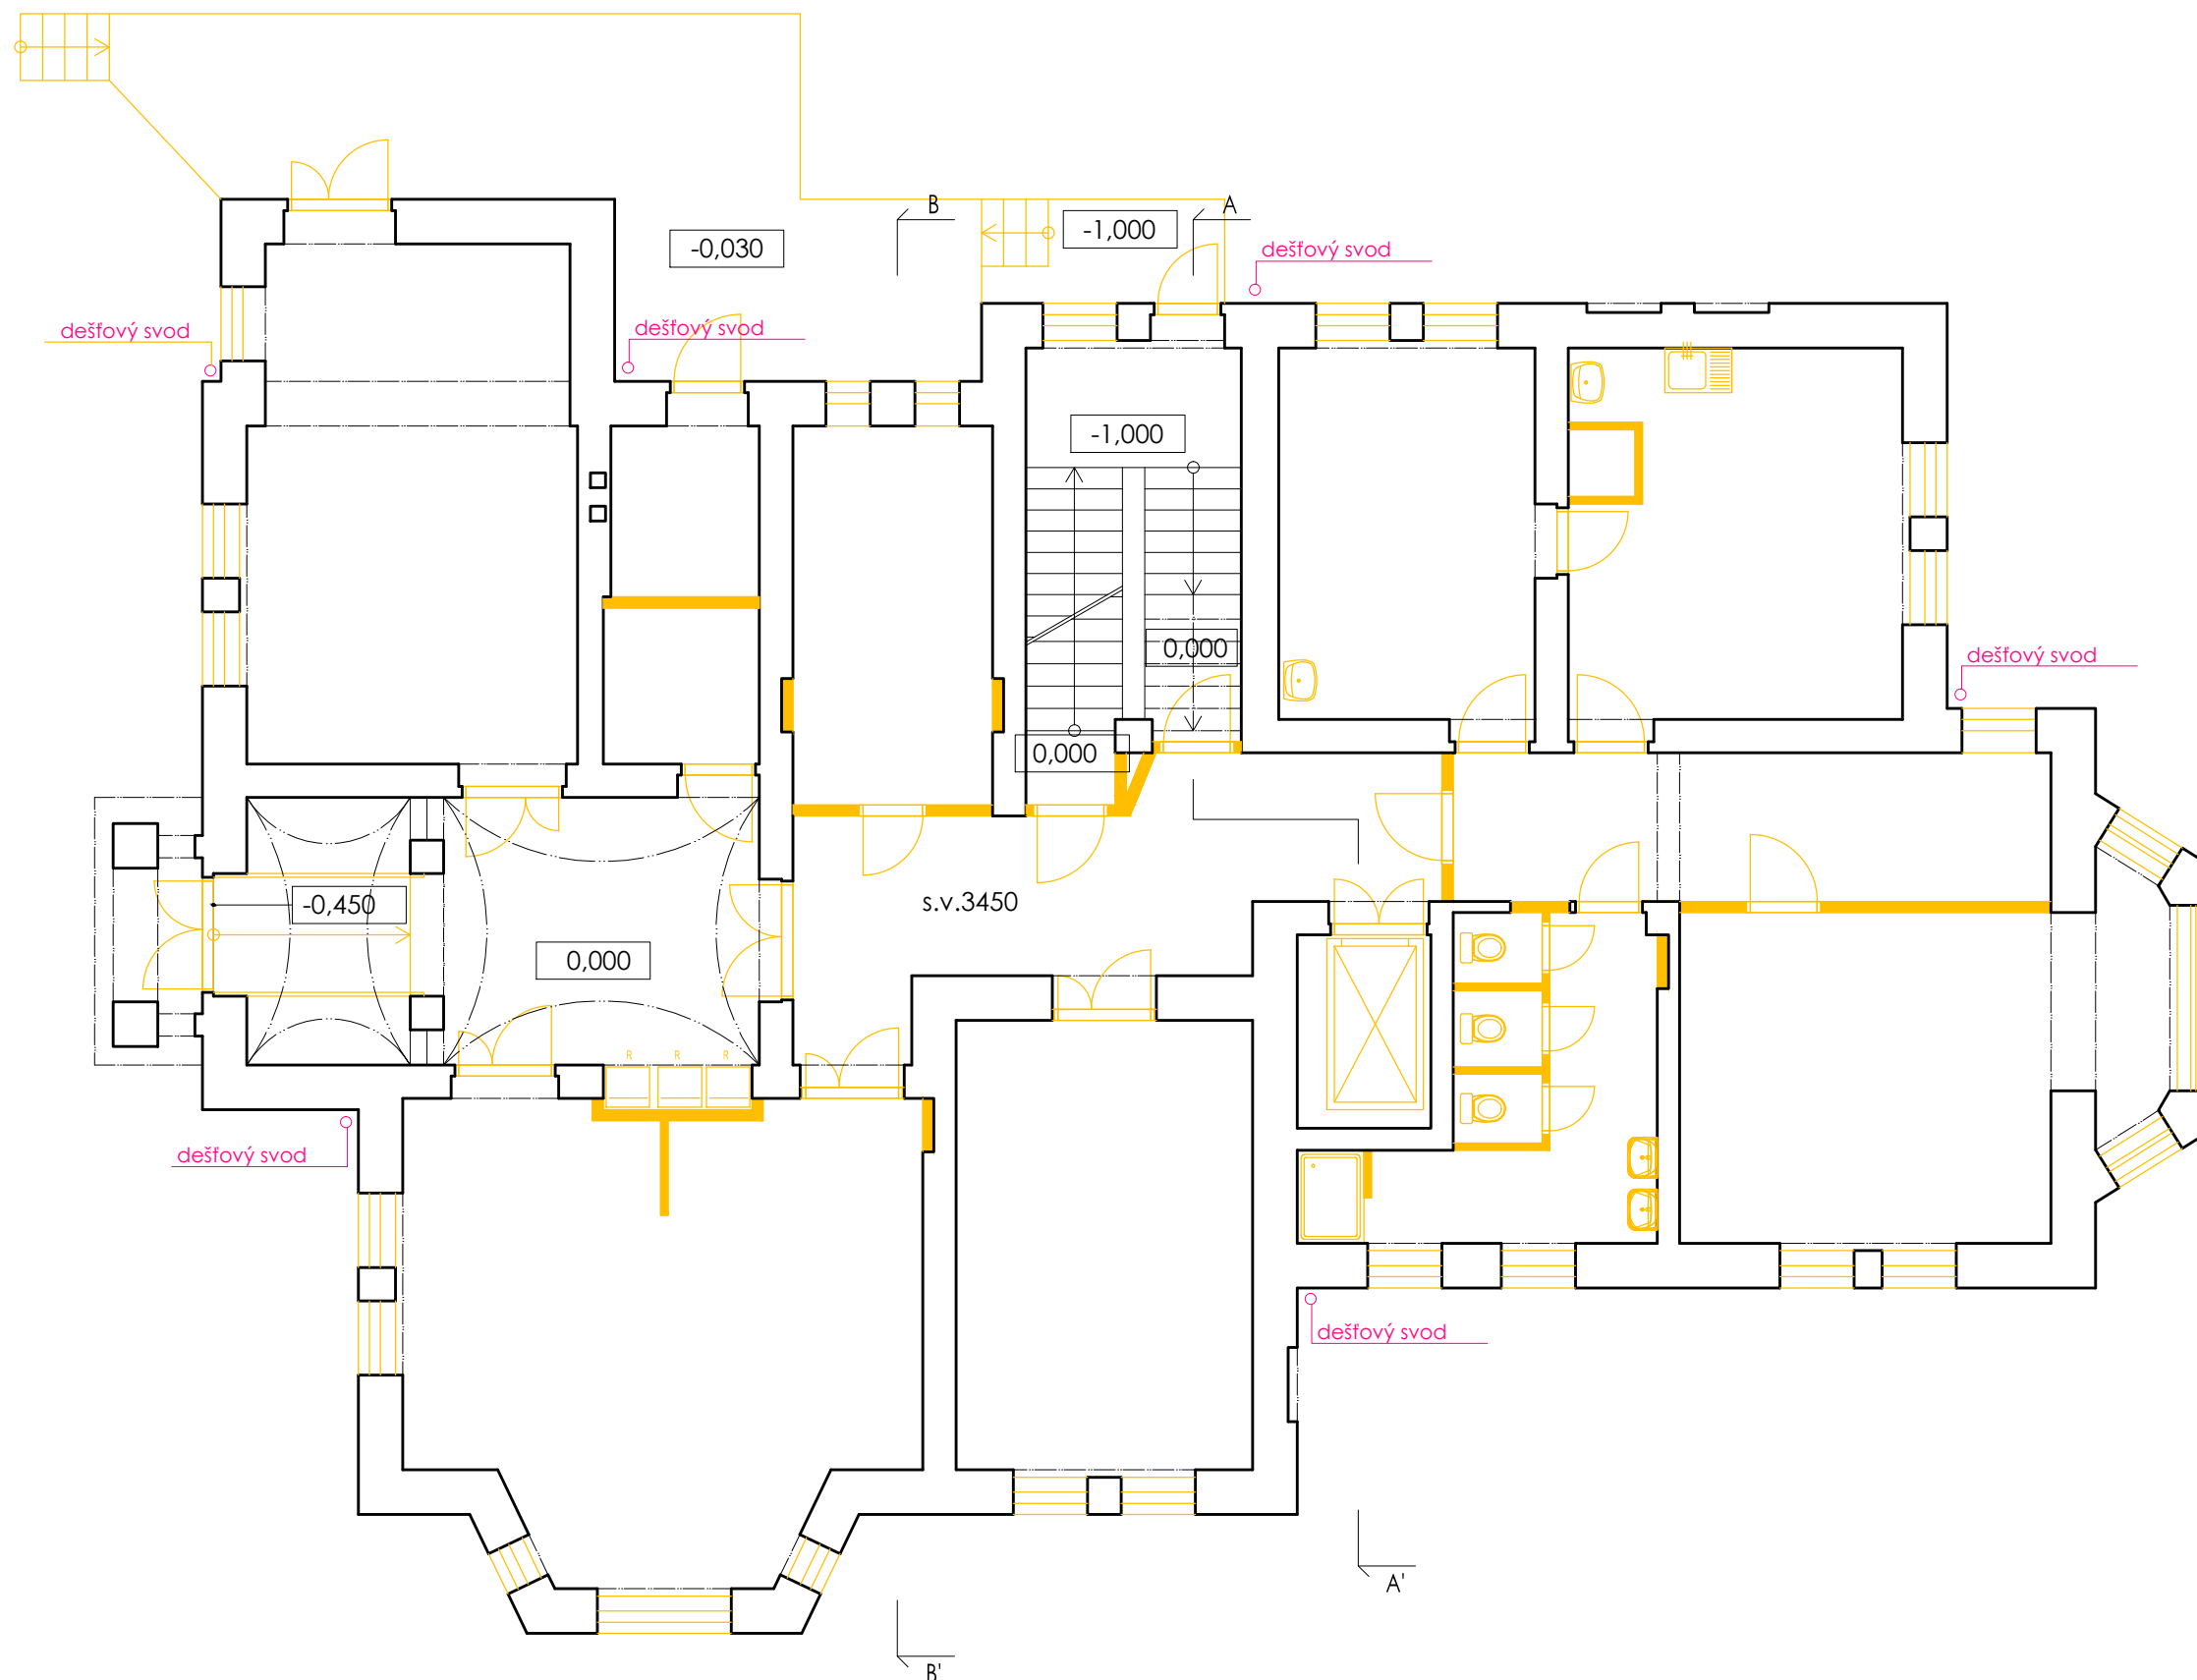 B
A
-1,000
-0,030
dešťový svod
dešťový svod
dešťový svod
-1,000
0,000
dešťový svod
0,000
-0,450
s.v.3450
0,000
R
R
R
dešťový svod
dešťový svod
A'
B'